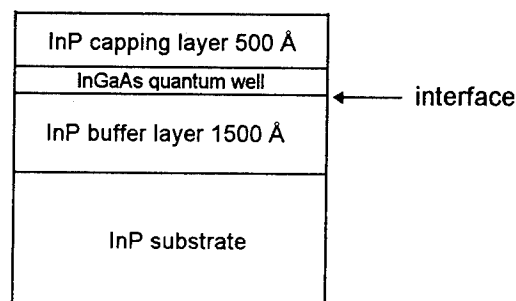 InP capping layer 500 Å
InGaAs quantum well
interface
InP buffer layer 1500 Å
InP substrate